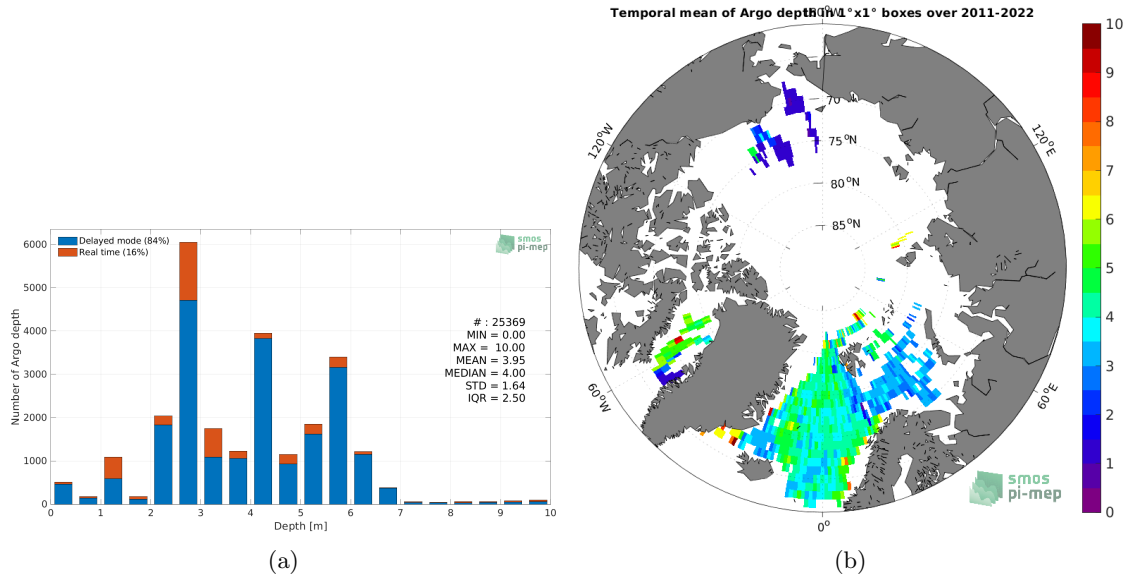 Delayed mode (84%)
Real time (16%)
smos
pi-mep
# : 25369
MIN = 0.00
MAX = 10.00
MEAN = 3.95
MEDIAN = 4.00
STD = 1.64
IQR = 2.50
Number of Argo depth
6000
5000
4000
3000
2000
1000
0
0 1 2 3 4 5 6 7 8 9 10
Depth [m]
(a)
Temporal mean of Argo depth in 1°x1° boxes over 2011-2022
180°W
120°W
120°E
70°N
75°N
80°N
85°N
60°W
60°E
0°
smos
pi-mep
10
9
8
7
6
5
4
3
2
1
0
(b)